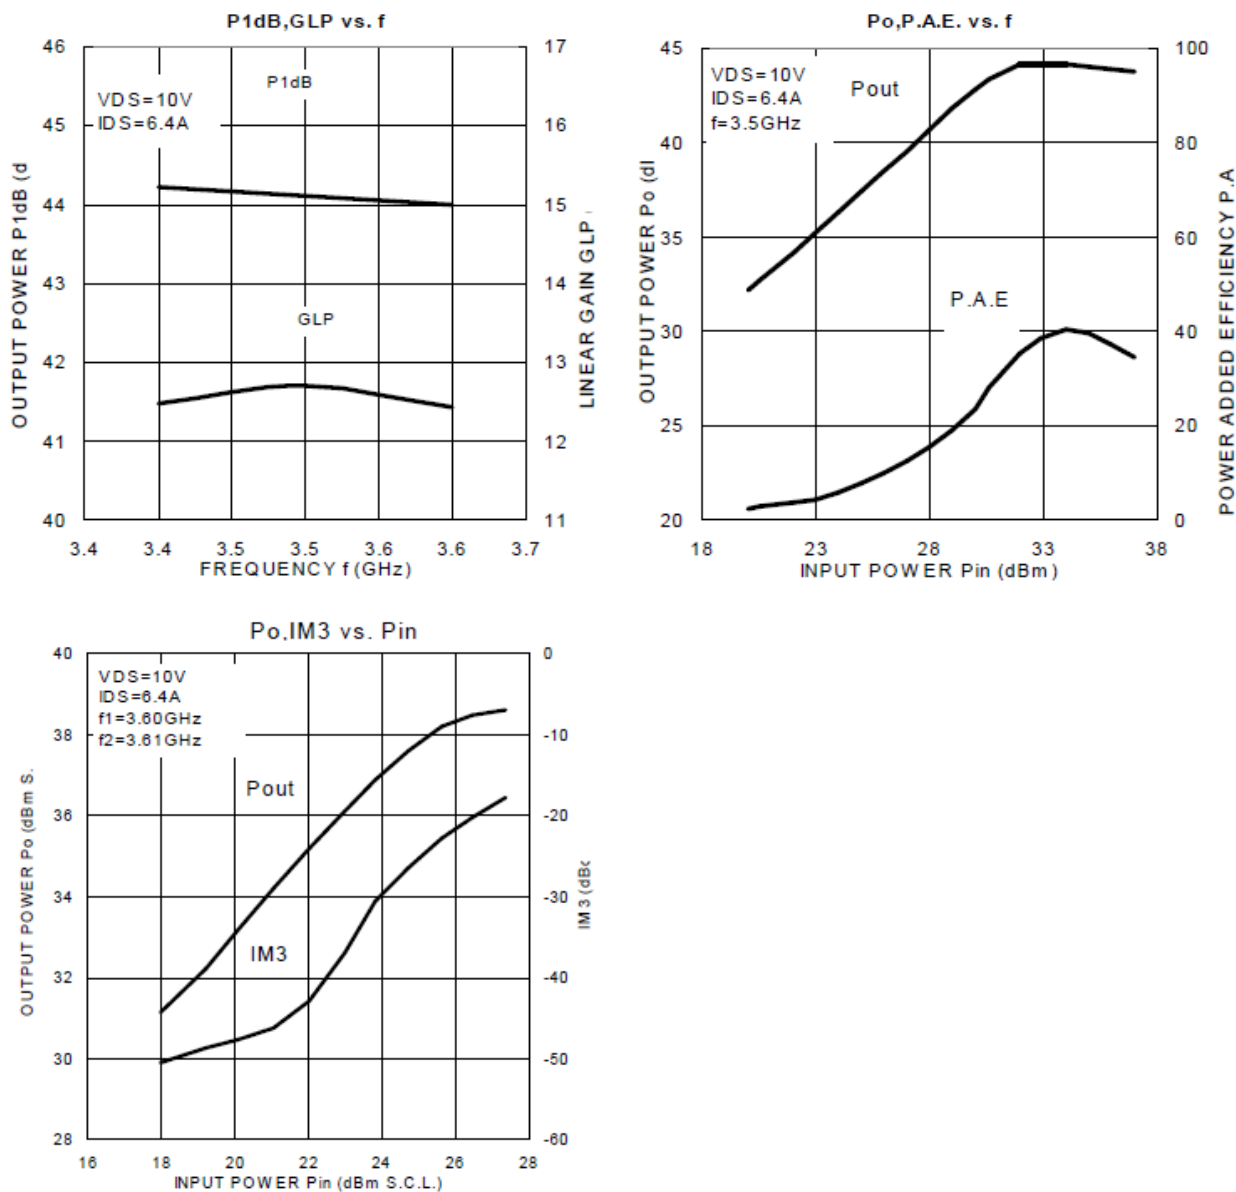 P1dB,GLP vs. f
46
17
P1dB
VDS=10V
IDS=6.4A
45
16
44
15
43
14
GLP
42
13
41
12
40
11
3.4 3.4 3.5 3.5 3.6 3.6 3.7
FREQUENCY f (GHz)
OUTPUT POWER P1dB (d
LINEAR GAIN GLP (
Po,P.A.E. vs. f
45
100
VDS=10V
IDS=6.4A
f=3.5GHz
Pout
40
80
35
60
P.A.E
30
40
25
20
20
0
18 23 28 33 38
INPUT POWER Pin (dBm)
OUTPUT POWER Po (dl
POWER ADDED EFFICIENCY P.A
Po,IM3 vs. Pin
40
0
VDS=10V
IDS=6.4A
f1=3.60GHz
f2=3.61GHz
38
-10
Pout
36
-20
34
-30
IM3
32
-40
30
-50
28
-60
16 18 20 22 24 26 28
INPUT POWER Pin (dBm S.C.L.)
OUTPUT POWER Po (dBm S.
IM3 (dBc